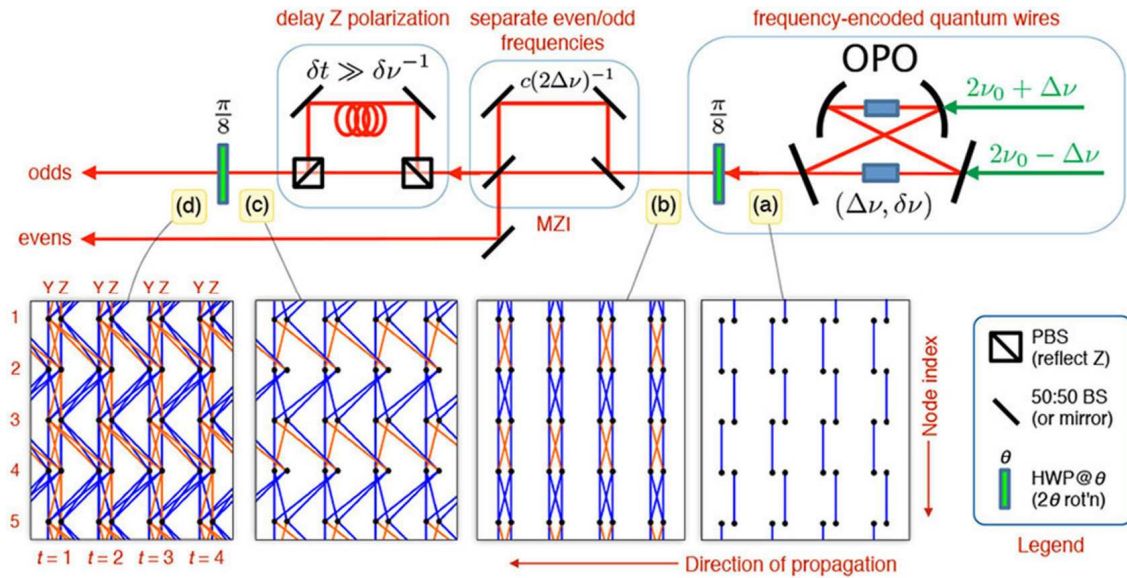 delay Z polarization
separate even/odd
frequencies
frequency-encoded quantum wires
δt ≫ δν⁻¹
c(2Δν)⁻¹
OPO
2ν₀ + Δν
2ν₀ − Δν
(Δν, δν)
π/8
π/8
odds
evens
MZI
(d)
(c)
(b)
(a)
Y Z Y Z Y Z Y Z
1
2
3
4
5
t = 1 t = 2 t = 3 t = 4
Direction of propagation
Node index
PBS
(reflect Z)
50:50 BS
(or mirror)
θ
HWP@θ
(2θ rot'n)
Legend